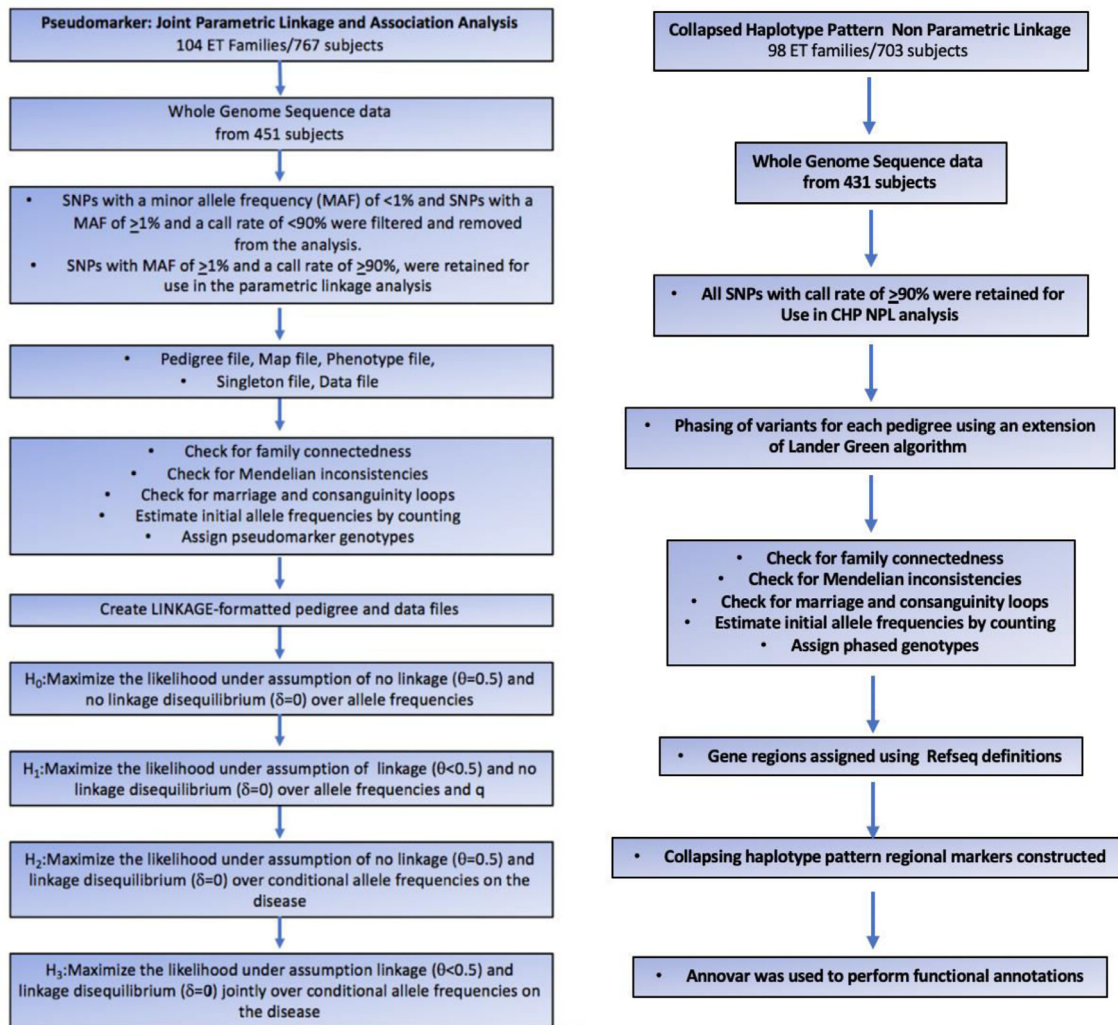 Pseudomarker: Joint Parametric Linkage and Association Analysis
104 ET Families/767 subjects
Whole Genome Sequence data
from 451 subjects
• SNPs with a minor allele frequency (MAF) of <1% and SNPs with a
MAF of ≥1% and a call rate of <90% were filtered and removed
from the analysis.
• SNPs with MAF of ≥1% and a call rate of ≥90%, were retained for
use in the parametric linkage analysis
• Pedigree file, Map file, Phenotype file,
• Singleton file, Data file
• Check for family connectedness
• Check for Mendelian inconsistencies
• Check for marriage and consanguinity loops
• Estimate initial allele frequencies by counting
• Assign pseudomarker genotypes
Create LINKAGE-formatted pedigree and data files
H₀:Maximize the likelihood under assumption of no linkage (θ=0.5) and
no linkage disequilibrium (δ=0) over allele frequencies
H₁:Maximize the likelihood under assumption of linkage (θ<0.5) and no
linkage disequilibrium (δ=0) over allele frequencies and q
H₂:Maximize the likelihood under assumption of no linkage (θ=0.5) and
linkage disequilibrium (δ=0) over conditional allele frequencies on the
disease
H₃:Maximize the likelihood under assumption linkage (θ<0.5) and
linkage disequilibrium (δ=0) jointly over conditional allele frequencies on
the disease
Collapsed Haplotype Pattern Non Parametric Linkage
98 ET families/703 subjects
Whole Genome Sequence data
from 431 subjects
• All SNPs with call rate of ≥90% were retained for
Use in CHP NPL analysis
• Phasing of variants for each pedigree using an extension
of Lander Green algorithm
• Check for family connectedness
• Check for Mendelian inconsistencies
• Check for marriage and consanguinity loops
• Estimate initial allele frequencies by counting
• Assign phased genotypes
• Gene regions assigned using Refseq definitions
• Collapsing haplotype pattern regional markers constructed
• Annovar was used to perform functional annotations